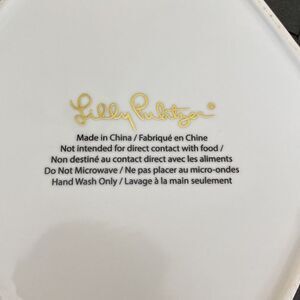 Lilly Pulitzer®
Made in China / Fabriqué en Chine
Not intended for direct contact with food /
Non destiné au contact direct avec les aliments
Do Not Microwave / Ne pas placer au micro-ondes
Hand Wash Only / Lavage à la main seulement